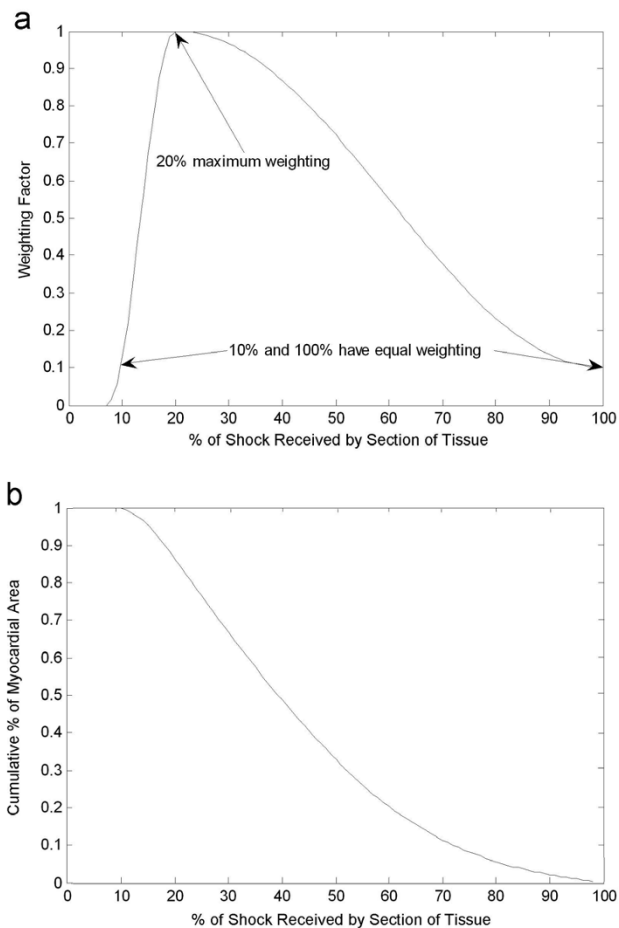 a
1
0.9
0.8
0.7
0.6
0.5
0.4
0.3
0.2
0.1
0
Weighting Factor
20% maximum weighting
10% and 100% have equal weighting
0 10 20 30 40 50 60 70 80 90 100
% of Shock Received by Section of Tissue
b
1
0.9
0.8
0.7
0.6
0.5
0.4
0.3
0.2
0.1
0
Cumulative % of Myocardial Area
0 10 20 30 40 50 60 70 80 90 100
% of Shock Received by Section of Tissue